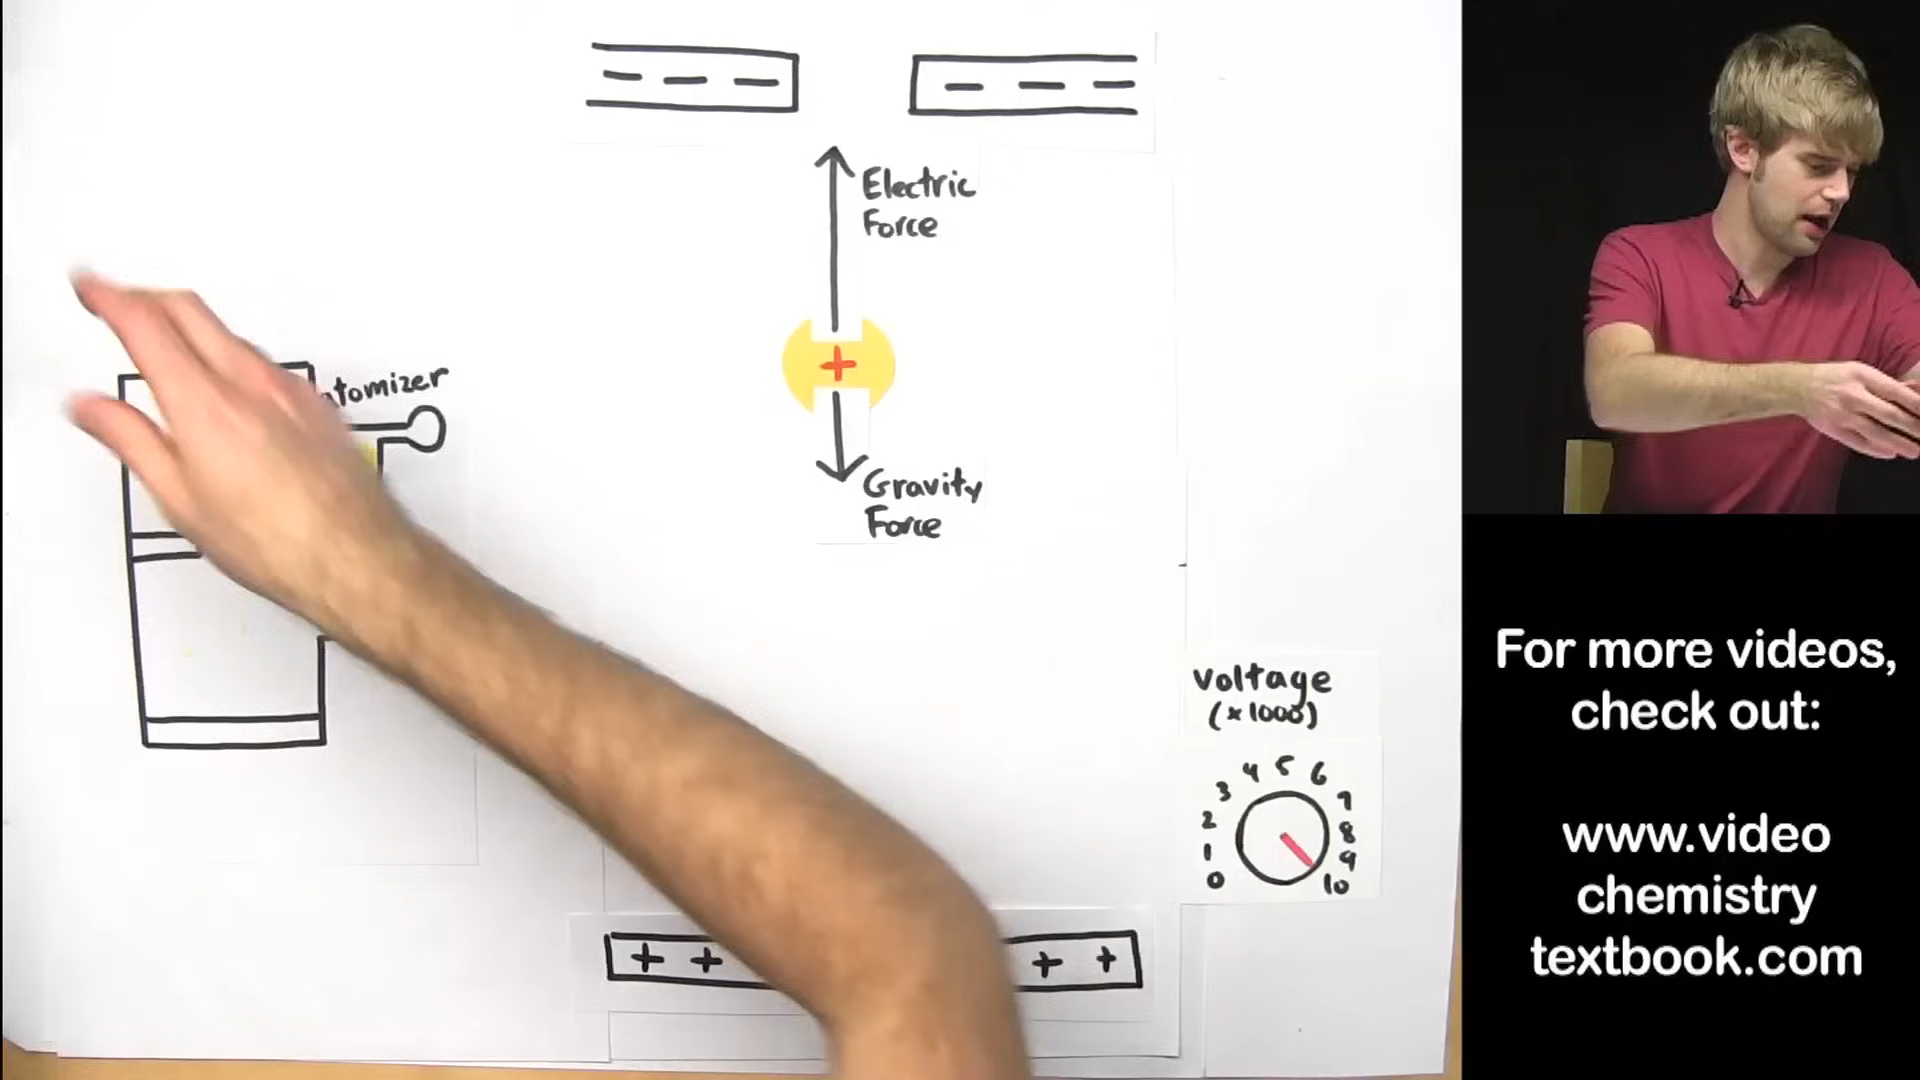 Electric
Force
atomizer
+
Gravity
Force
voltage
(x1000)
0 1 2 3 4 5 6 7 8 9 10
+ + + +
For more videos,
check out:
www.video
chemistry
textbook.com